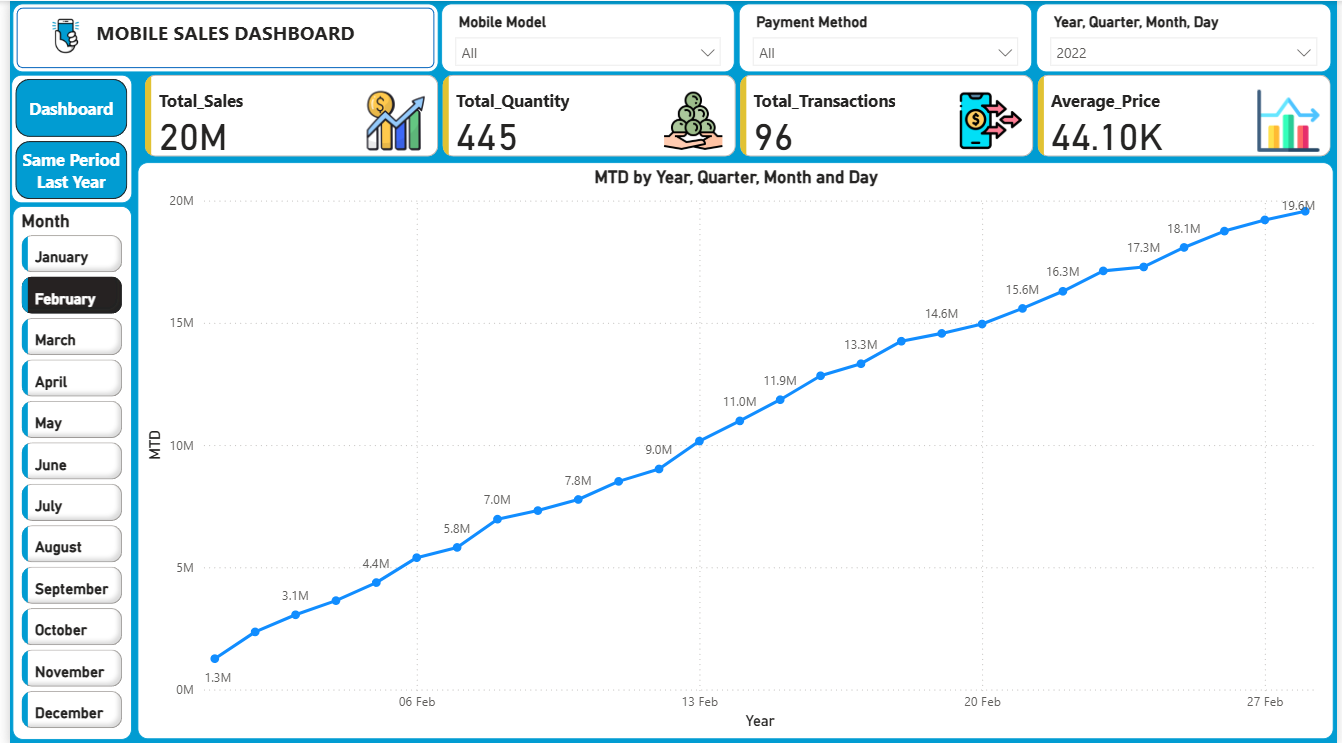 MOBILE SALES DASHBOARD
Mobile Model
All
Payment Method
All
Year, Quarter, Month, Day
2022
Dashboard
Same Period
Last Year
Total_Sales
20M
Total_Quantity
445
Total_Transactions
96
Average_Price
44.10K
Month
January
February
March
April
May
June
July
August
September
October
November
December
MTD by Year, Quarter, Month and Day
MTD
20M
15M
10M
5M
0M
1.3M
3.1M
4.4M
5.8M
7.0M
7.8M
9.0M
11.0M
11.9M
13.3M
14.6M
15.6M
16.3M
17.3M
18.1M
19.6M
06 Feb
13 Feb
20 Feb
27 Feb
Year